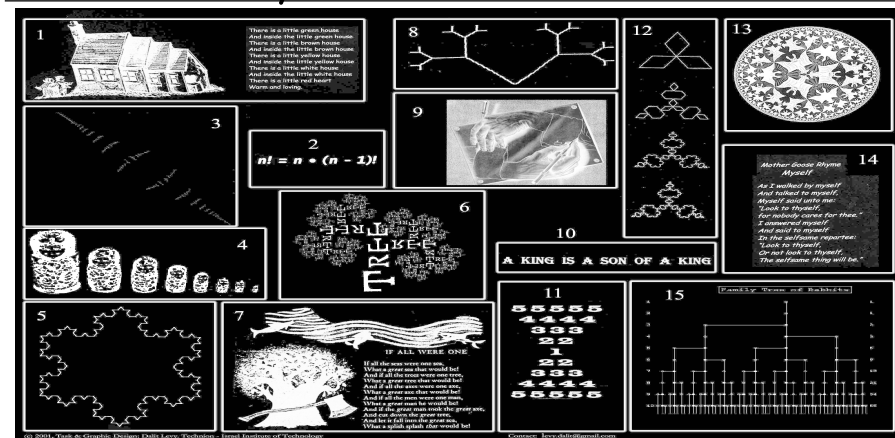 1
There is a little green house
And inside the little green house
There is a little brown house
And inside the little brown house
There is a little yellow house
And inside the little yellow house
There is a little white house
And inside the little white house
There is a little red heart
Warm and loving.
8
12
13
3
2
n! = n • (n - 1)!
9
14
Mother Goose Rhyme
Myself
As I walked by myself
And talked to myself,
Myself said unto me:
"Look to thyself,
for nobody cares for thee."
I answered myself
And said to myself
In the selfsame repartee:
"Look to thyself,
Or not look to thyself,
The selfsame thing will be."
6
TREE
4
10
A KING IS A SON OF A KING
5
7
IF ALL WERE ONE
If all the seas were one sea,
What a great sea that would be!
And if all the trees were one tree,
What a great tree that would be!
And if all the axes were one axe,
What a great axe that would be!
And if all the men were one man,
What a great man he would be!
And if the great man took the great axe,
And cut down the great tree,
And let it fall into the great sea,
What a splish splash that would be!
11
55555
4444
333
22
1
22
333
4444
55555
15
Family Tree of Rabbits
(c) 2001, Task & Graphic Design: Dalit Levy, Technion - Israel Institute of Technology
Contact: levy.dalit@gmail.com